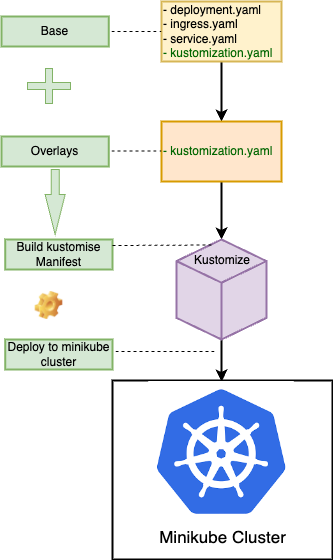 Base
- deployment.yaml
- ingress.yaml
- service.yaml
- kustomization.yaml
Overlays
- kustomization.yaml
Build kustomise
Manifest
Kustomize
Deploy to minikube
cluster
Minikube Cluster